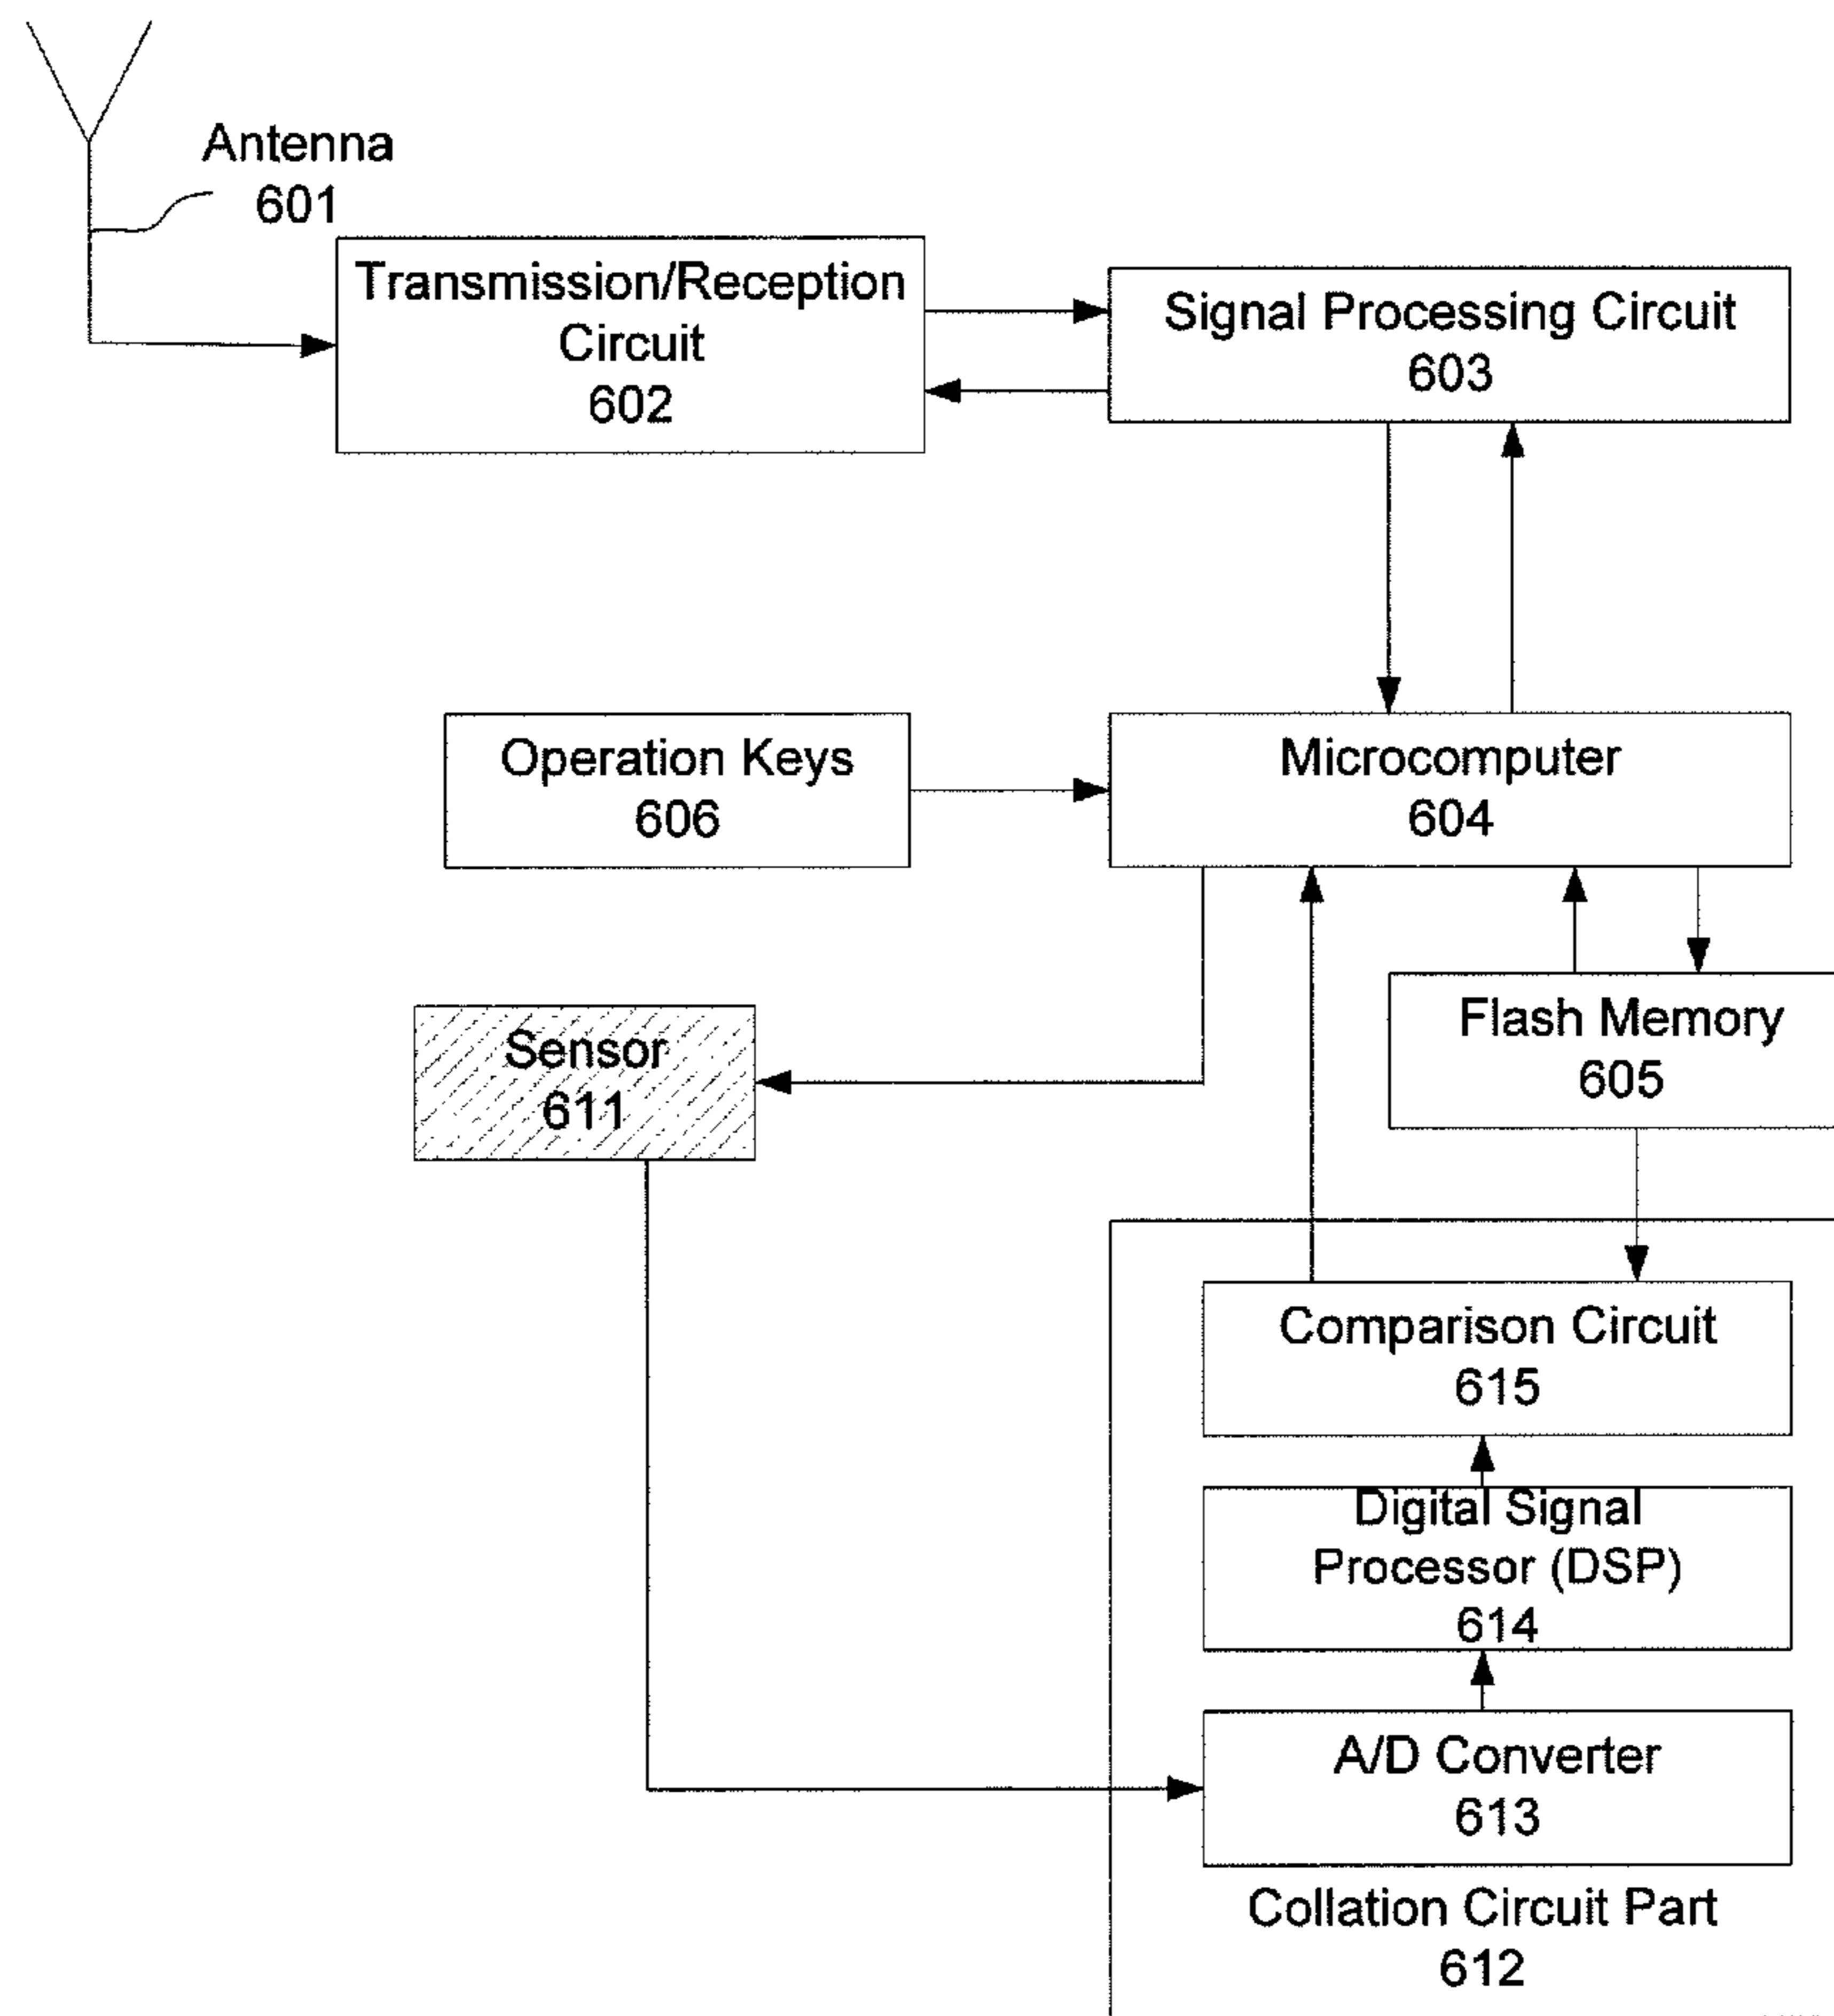 Antenna
601
Transmission/Reception
Circuit
602
Signal Processing Circuit
603
Operation Keys
606
Microcomputer
604
Sensor
611
Flash Memory
605
Comparison Circuit
615
Digital Signal
Processor (DSP)
614
A/D Converter
613
Collation Circuit Part
612